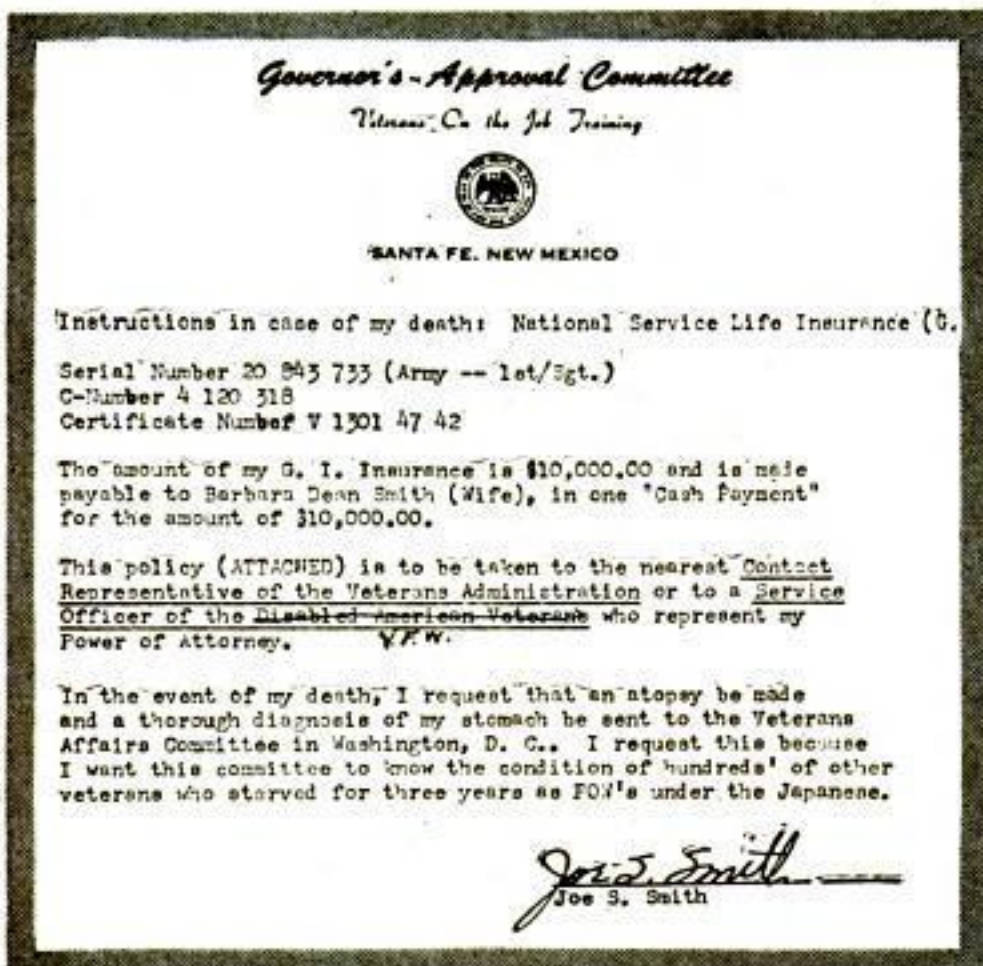 Governor's - Approval Committee
Veterans' On the Job Training
SANTA FE, NEW MEXICO
Instructions in case of my death: National Service Life Insurance (G.
Serial Number 20 843 733 (Army -- 1st/Sgt.)
C-Number 4 120 318
Certificate Number V 1301 47 42
The amount of my G. I. Insurance is $10,000.00 and is made
payable to Barbara Dean Smith (Wife), in one "Cash Payment"
for the amount of $10,000.00.
This policy (ATTACHED) is to be taken to the nearest Contact
Representative of the Veterans Administration or to a Service
Officer of the Disabled American Veterans who represent my
Power of Attorney. V.F.W.
In the event of my death, I request that an atopsy be made
and a thorough diagnosis of my stomach be sent to the Veterans
Affairs Committee in Washington, D. C.. I request this because
I want this committee to know the condition of hundreds' of other
veterans who starved for three years as POW's under the Japanese.
Joe S. Smith
Joe S. Smith